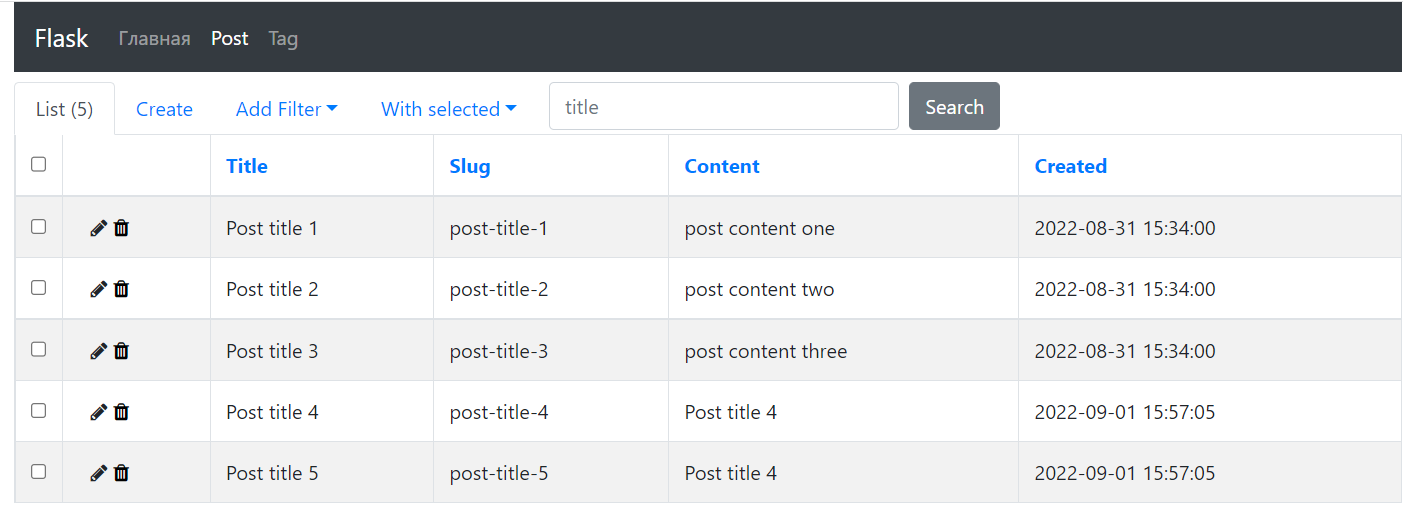 Flask Главная Post Tag
List (5) Create Add Filter With selected title Search
Title Slug Content Created
Post title 1 post-title-1 post content one 2022-08-31 15:34:00
Post title 2 post-title-2 post content two 2022-08-31 15:34:00
Post title 3 post-title-3 post content three 2022-08-31 15:34:00
Post title 4 post-title-4 Post title 4 2022-09-01 15:57:05
Post title 5 post-title-5 Post title 4 2022-09-01 15:57:05